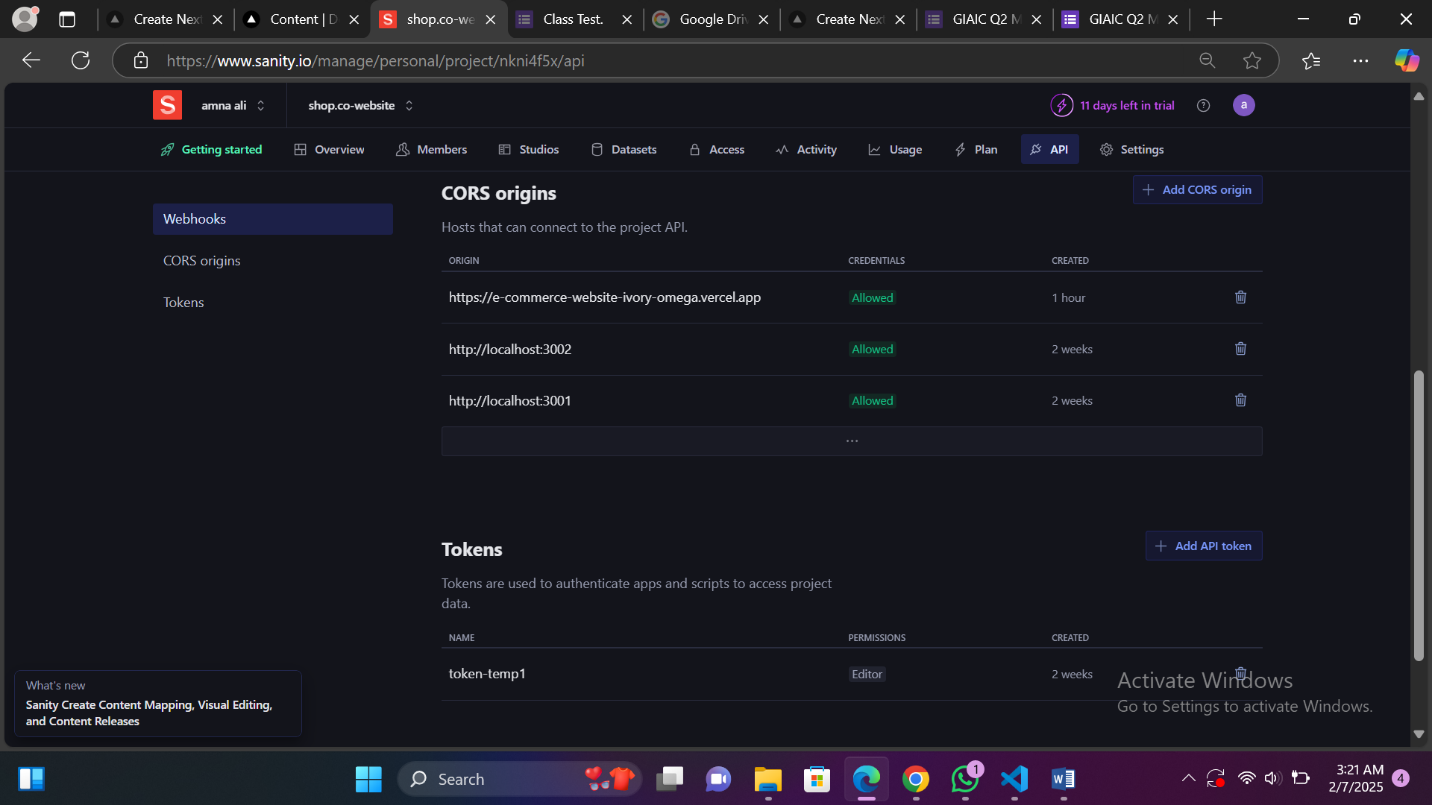 Create Next
Content | D
shop.co-we
Class Test.
Google Driv
Create Next
GIAIC Q2 M
GIAIC Q2 M
https://www.sanity.io/manage/personal/project/nkni4f5x/api
S
amna ali
shop.co-website
11 days left in trial
a
Getting started
Overview
Members
Studios
Datasets
Access
Activity
Usage
Plan
API
Settings
Webhooks
CORS origins
Tokens
CORS origins
Add CORS origin
Hosts that can connect to the project API.
ORIGIN CREDENTIALS CREATED
https://e-commerce-website-ivory-omega.vercel.app Allowed 1 hour
http://localhost:3002 Allowed 2 weeks
http://localhost:3001 Allowed 2 weeks
...
Tokens
Add API token
Tokens are used to authenticate apps and scripts to access project
data.
NAME PERMISSIONS CREATED
token-temp1 Editor 2 weeks
What's new
Sanity Create Content Mapping, Visual Editing,
and Content Releases
Activate Windows
Go to Settings to activate Windows.
Search
1
3:21 AM
2/7/2025
4